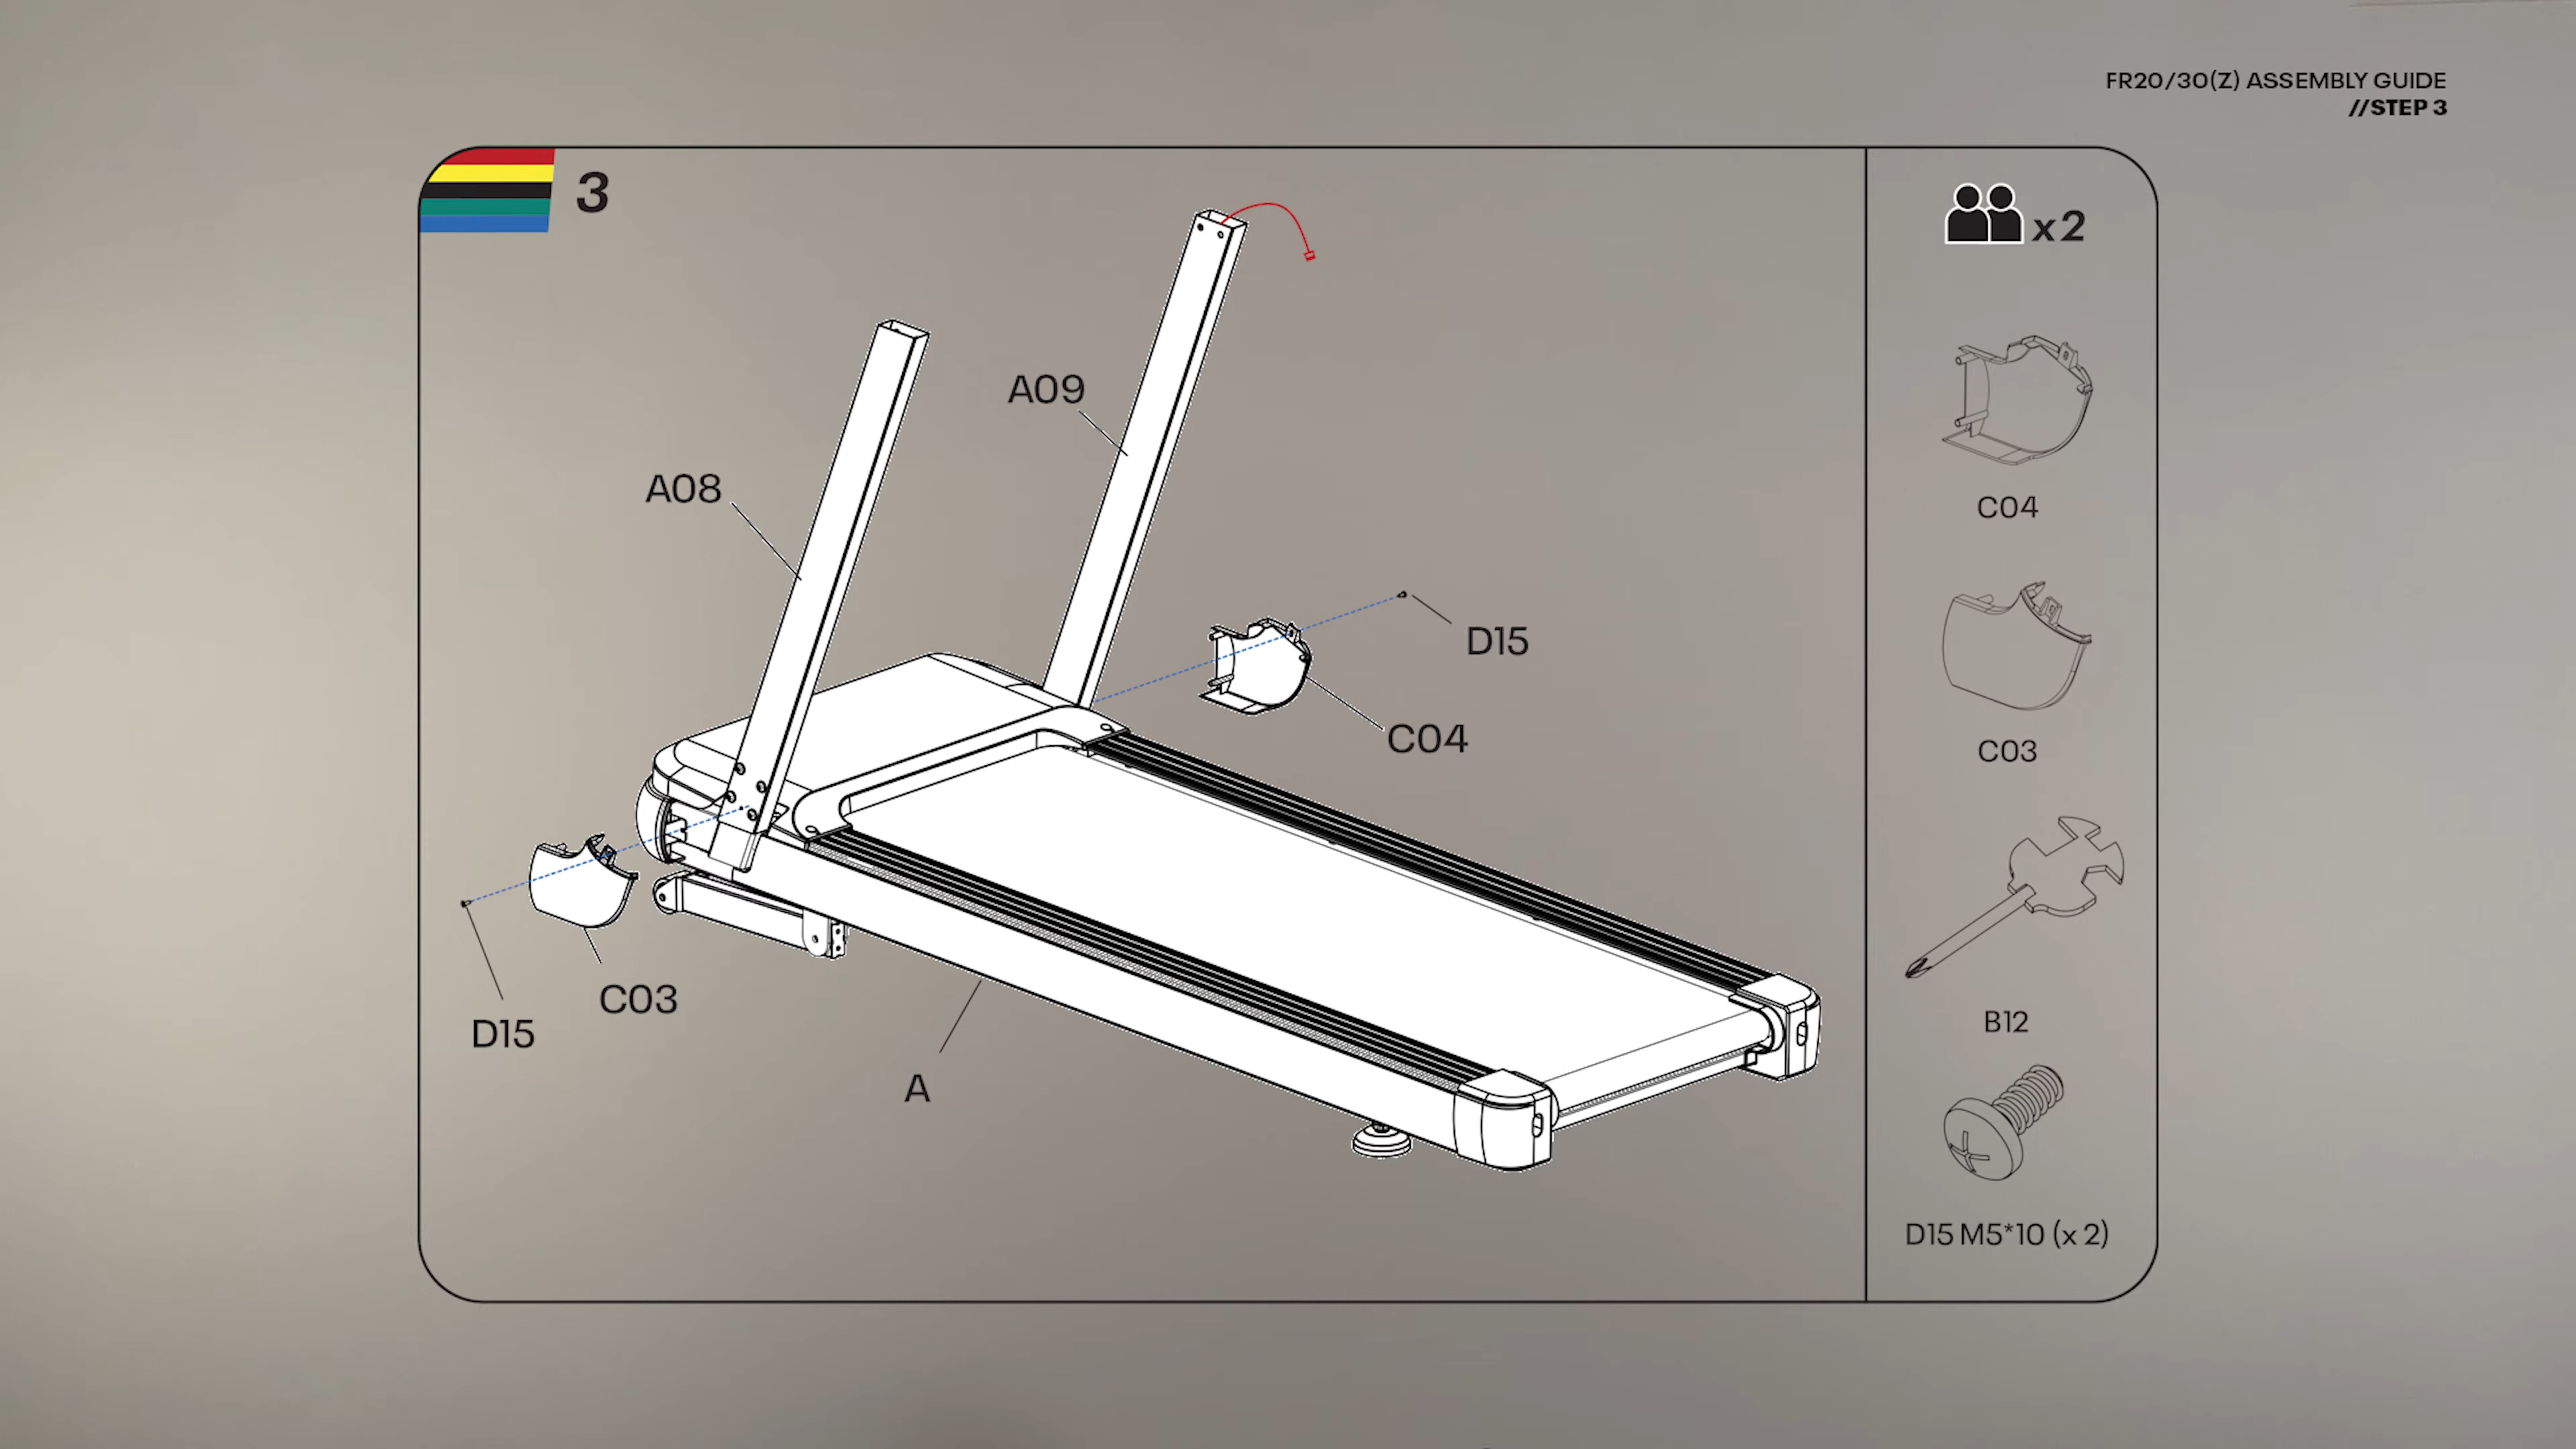 FR20/30(Z) ASSEMBLY GUIDE
//STEP 3
3
x2
A09
A08
D15
C04
C03
D15
A
C04
C03
B12
D15 M5*10 (x 2)